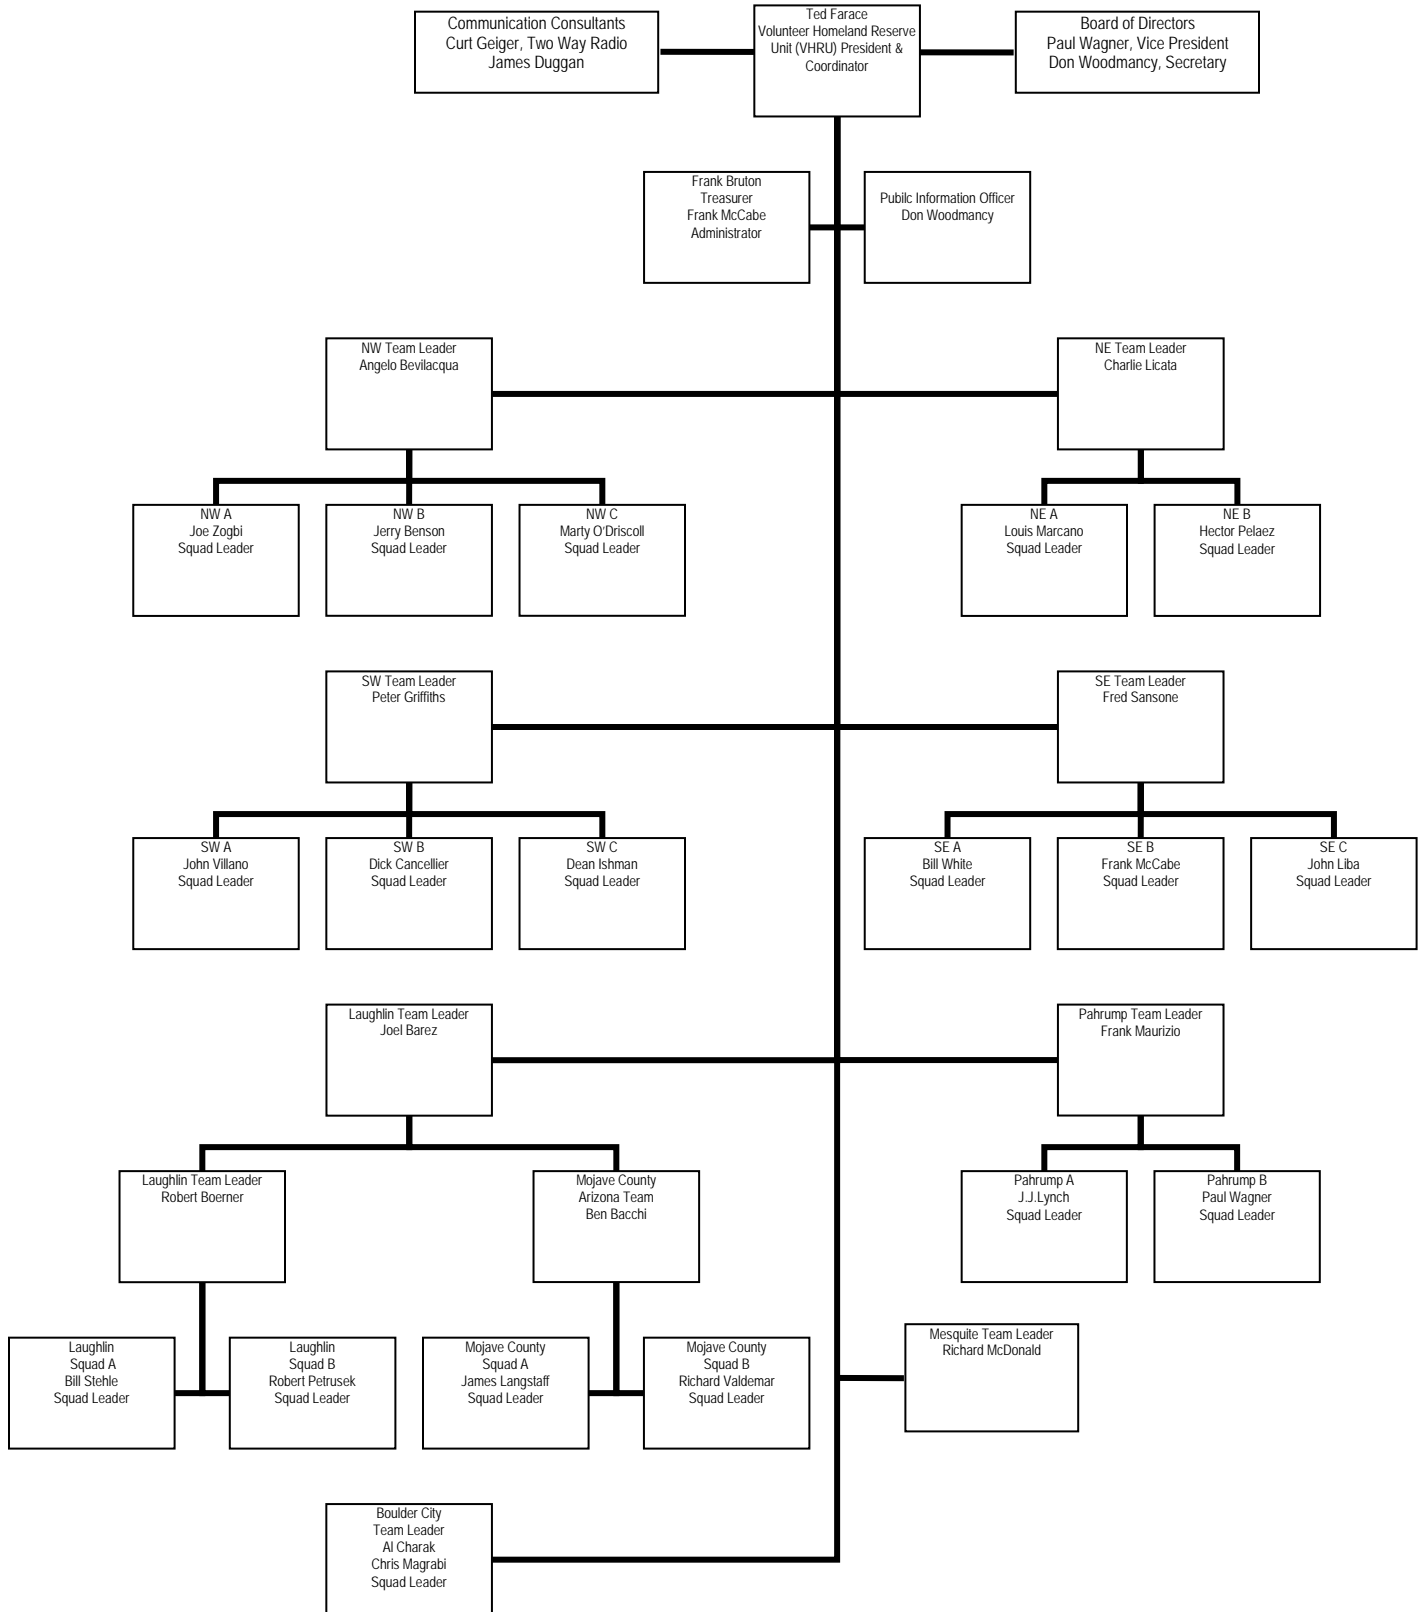 Communication Consultants
Curt Geiger, Two Way Radio
James Duggan
Ted Farace
Volunteer Homeland Reserve
Unit (VHRU) President &
Coordinator
Board of Directors
Paul Wagner, Vice President
Don Woodmancy, Secretary
Frank Bruton
Treasurer
Frank McCabe
Administrator
Pubilc Information Officer
Don Woodmancy
NW Team Leader
Angelo Bevilacqua
NE Team Leader
Charlie Licata
NW A
Joe Zogbi
Squad Leader
NW B
Jerry Benson
Squad Leader
NW C
Marty O'Driscoll
Squad Leader
NE A
Louis Marcano
Squad Leader
NE B
Hector Pelaez
Squad Leader
SW Team Leader
Peter Griffiths
SE Team Leader
Fred Sansone
SW A
John Villano
Squad Leader
SW B
Dick Cancellier
Squad Leader
SW C
Dean Ishman
Squad Leader
SE A
Bill White
Squad Leader
SE B
Frank McCabe
Squad Leader
SE C
John Liba
Squad Leader
Laughlin Team Leader
Joel Barez
Pahrump Team Leader
Frank Maurizio
Laughlin Team Leader
Robert Boerner
Mojave County
Arizona Team
Ben Bacchi
Pahrump A
J.J.Lynch
Squad Leader
Pahrump B
Paul Wagner
Squad Leader
Laughlin
Squad A
Bill Stehle
Squad Leader
Laughlin
Squad B
Robert Petrusek
Squad Leader
Mojave County
Squad A
James Langstaff
Squad Leader
Mojave County
Squad B
Richard Valdemar
Squad Leader
Mesquite Team Leader
Richard McDonald
Boulder City
Team Leader
Al Charak
Chris Magrabi
Squad Leader